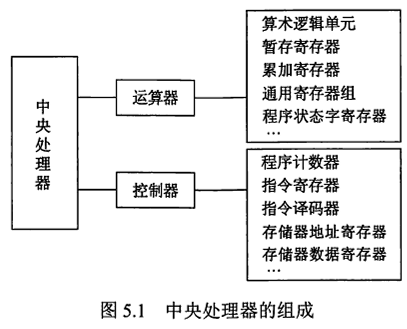 中央处理器
运算器
算术逻辑单元
暂存寄存器
累加寄存器
通用寄存器组
程序状态字寄存器
…
控制器
程序计数器
指令寄存器
指令译码器
存储器地址寄存器
存储器数据寄存器
…
图 5.1 中央处理器的组成